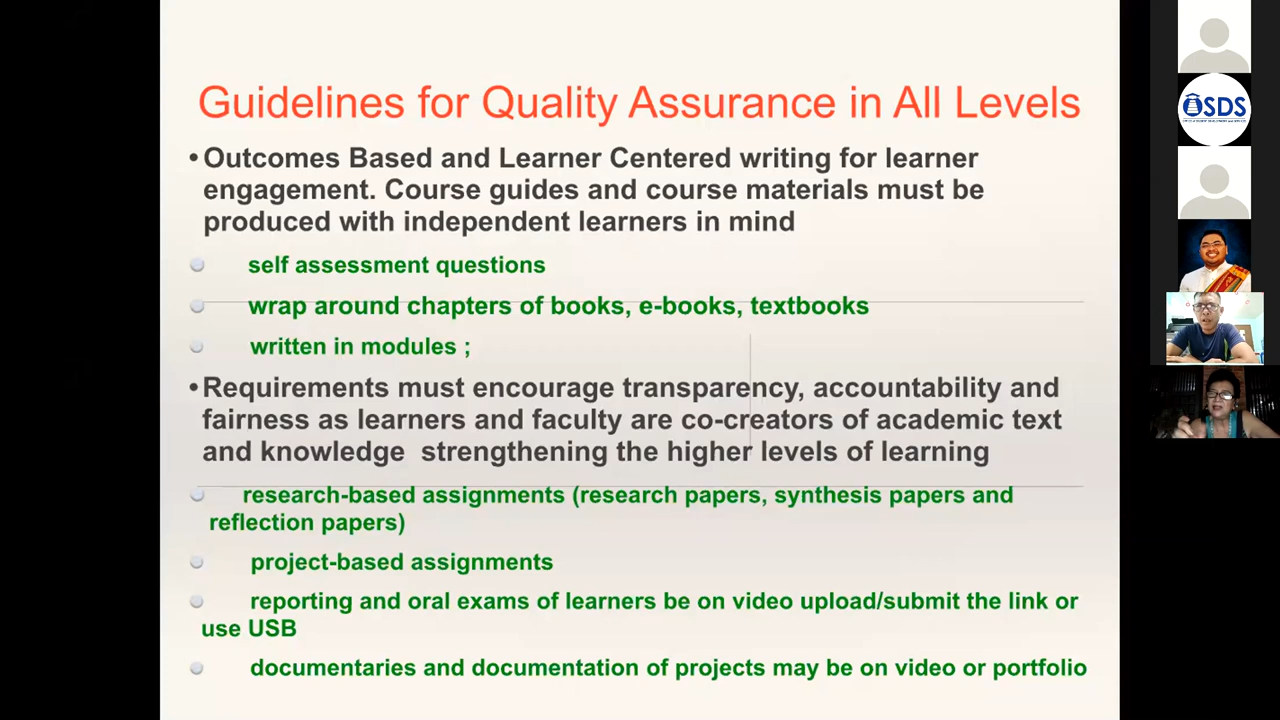 Guidelines for Quality Assurance in All Levels
•Outcomes Based and Learner Centered writing for learner
engagement. Course guides and course materials must be
produced with independent learners in mind
self assessment questions
wrap around chapters of books, e-books, textbooks
written in modules ;
•Requirements must encourage transparency, accountability and
fairness as learners and faculty are co-creators of academic text
and knowledge strengthening the higher levels of learning
research-based assignments (research papers, synthesis papers and
reflection papers)
project-based assignments
reporting and oral exams of learners be on video upload/submit the link or
use USB
documentaries and documentation of projects may be on video or portfolio
OSDS